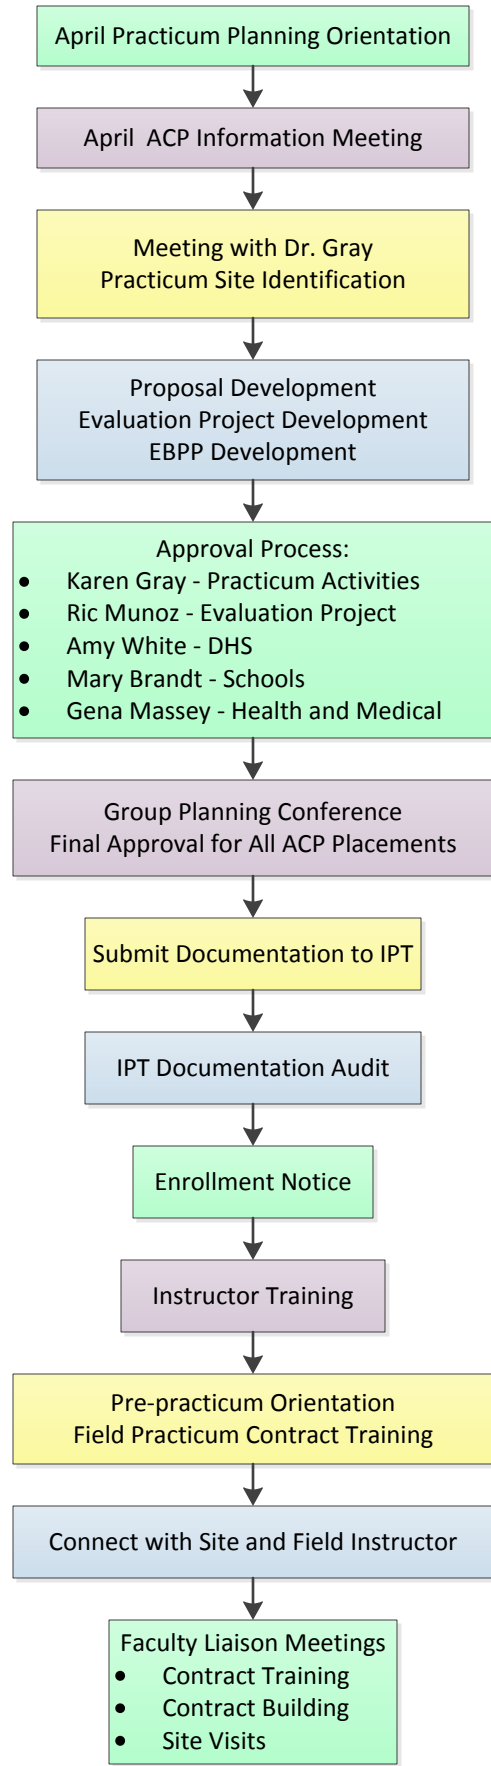 April Practicum Planning Orientation
April ACP Information Meeting
Meeting with Dr. Gray
Practicum Site Identification
Proposal Development
Evaluation Project Development
EBPP Development
Approval Process:
• Karen Gray - Practicum Activities
• Ric Munoz - Evaluation Project
• Amy White - DHS
• Mary Brandt - Schools
• Gena Massey - Health and Medical
Group Planning Conference
Final Approval for All ACP Placements
Submit Documentation to IPT
IPT Documentation Audit
Enrollment Notice
Instructor Training
Pre-practicum Orientation
Field Practicum Contract Training
Connect with Site and Field Instructor
Faculty Liaison Meetings
• Contract Training
• Contract Building
• Site Visits